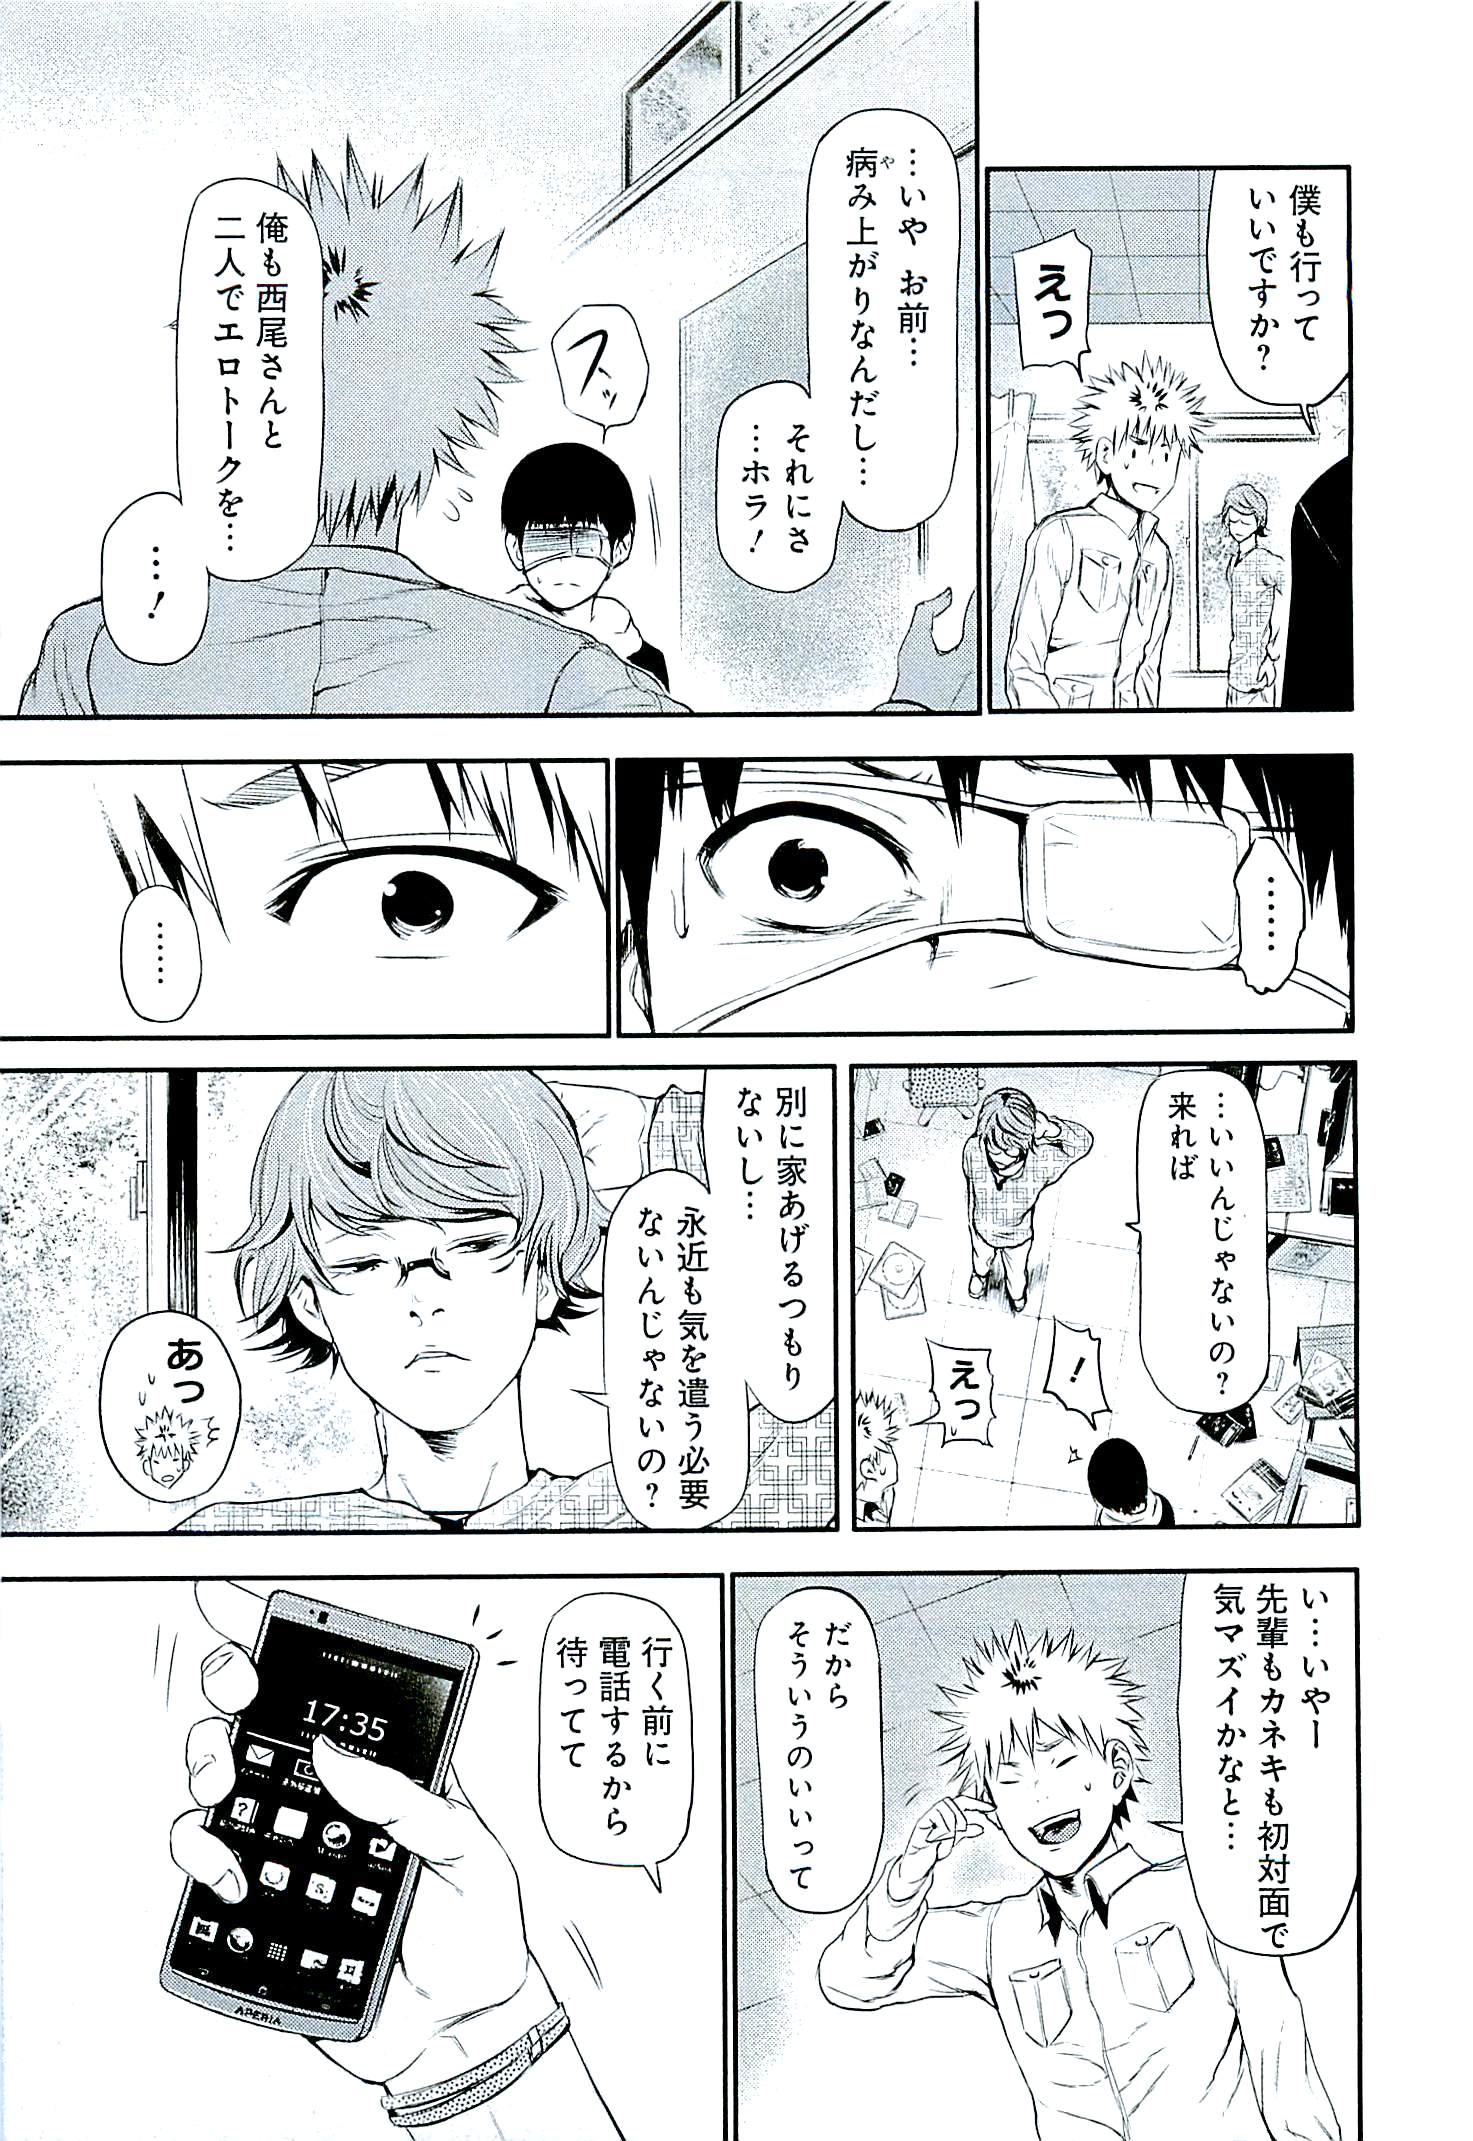 僕も行って
いいですか？
えっ
…いや お前…
病み上がりなんだし…
や
それにさ
…ホラ！
ズ…
俺も西尾さんと
二人でエロトークを…
…！
……
……
…いいんじゃないの？
来れば
！
えっ
別に家あげるつもり
ないし…
永近も気を遣う必要
ないんじゃないの？
あっ
い…いやー
先輩もカネキも初対面で
気マズイかなと…
だから
そういうのいいって
行く前に
電話するから
待ってて
17:35
APERIA